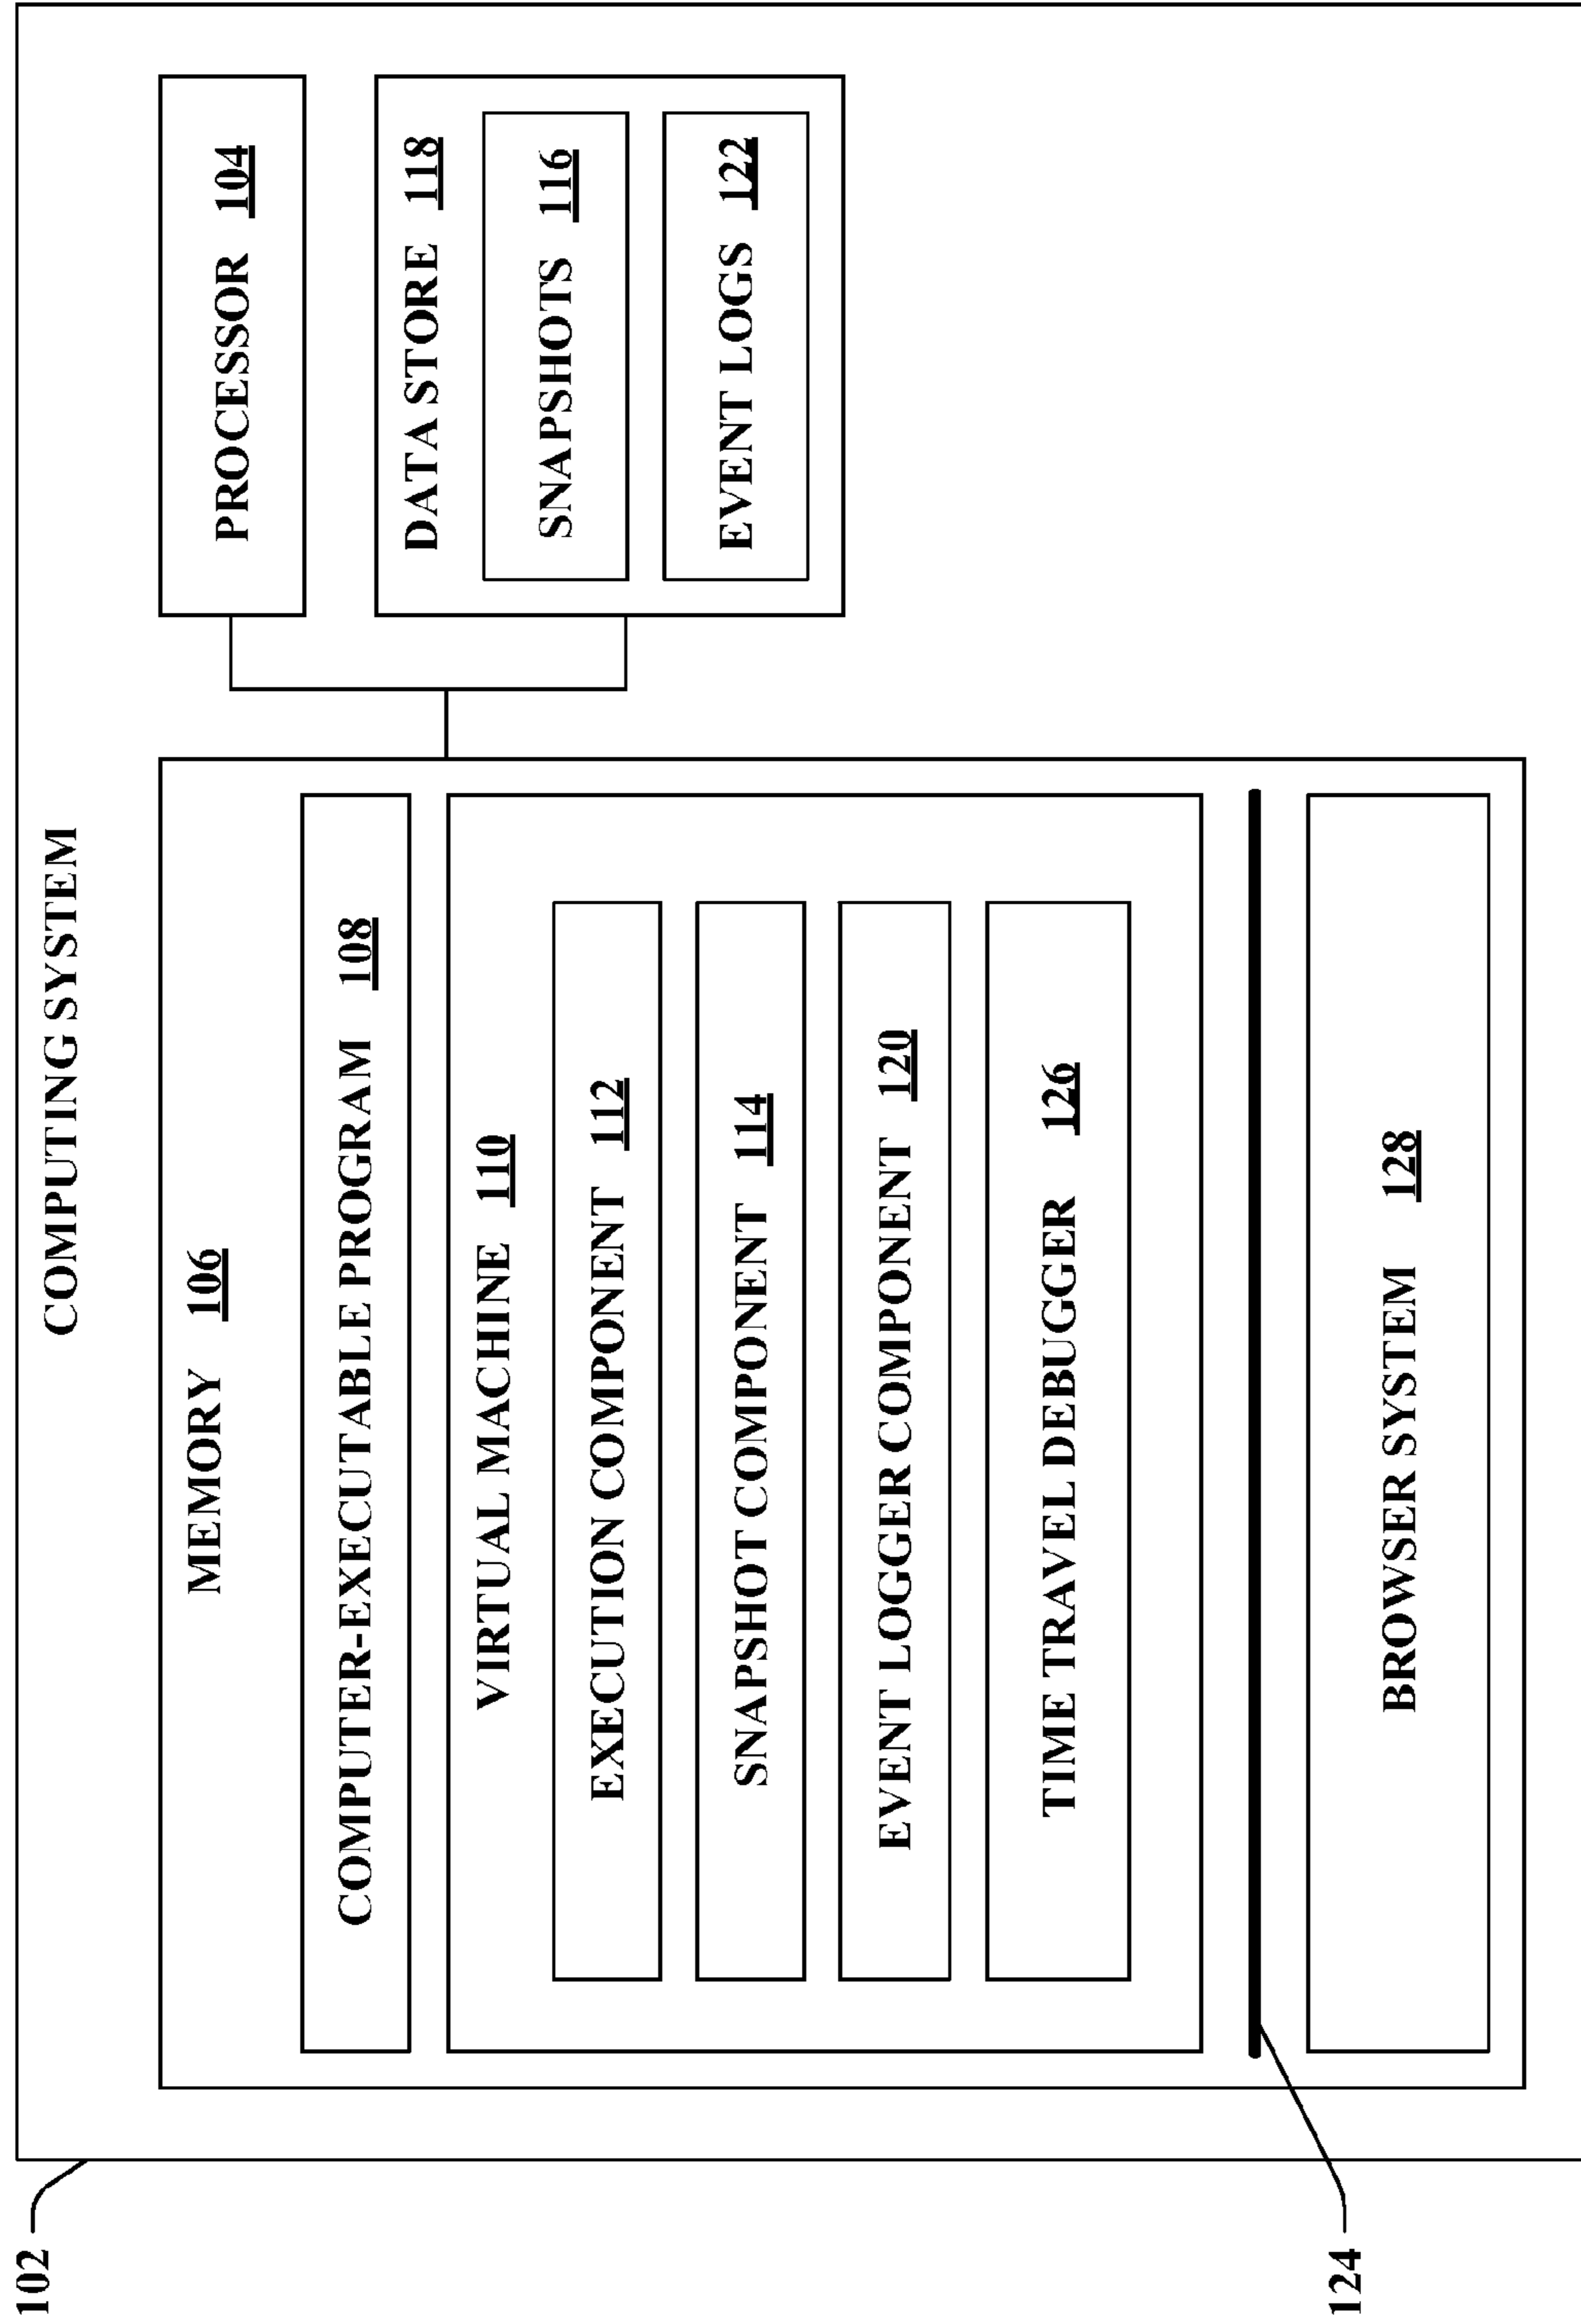 102
COMPUTING SYSTEM
MEMORY 106
COMPUTER-EXECUTABLE PROGRAM 108
VIRTUAL MACHINE 110
EXECUTION COMPONENT 112
SNAPSHOT COMPONENT 114
EVENT LOGGER COMPONENT 120
TIME TRAVEL DEBUGGER 126
124
BROWSER SYSTEM 128
PROCESSOR 104
DATA STORE 118
SNAPSHOTS 116
EVENT LOGS 122